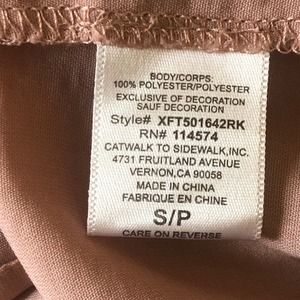 BODY/CORPS:
100% POLYESTER/POLYESTER
EXCLUSIVE OF DECORATION
SAUF DECORATION
Style# XFT501642RK
RN# 114574
CATWALK TO SIDEWALK,INC.
4731 FRUITLAND AVENUE
VERNON,CA 90058
MADE IN CHINA
FABRIQUE EN CHINE
S/P
CARE ON REVERSE